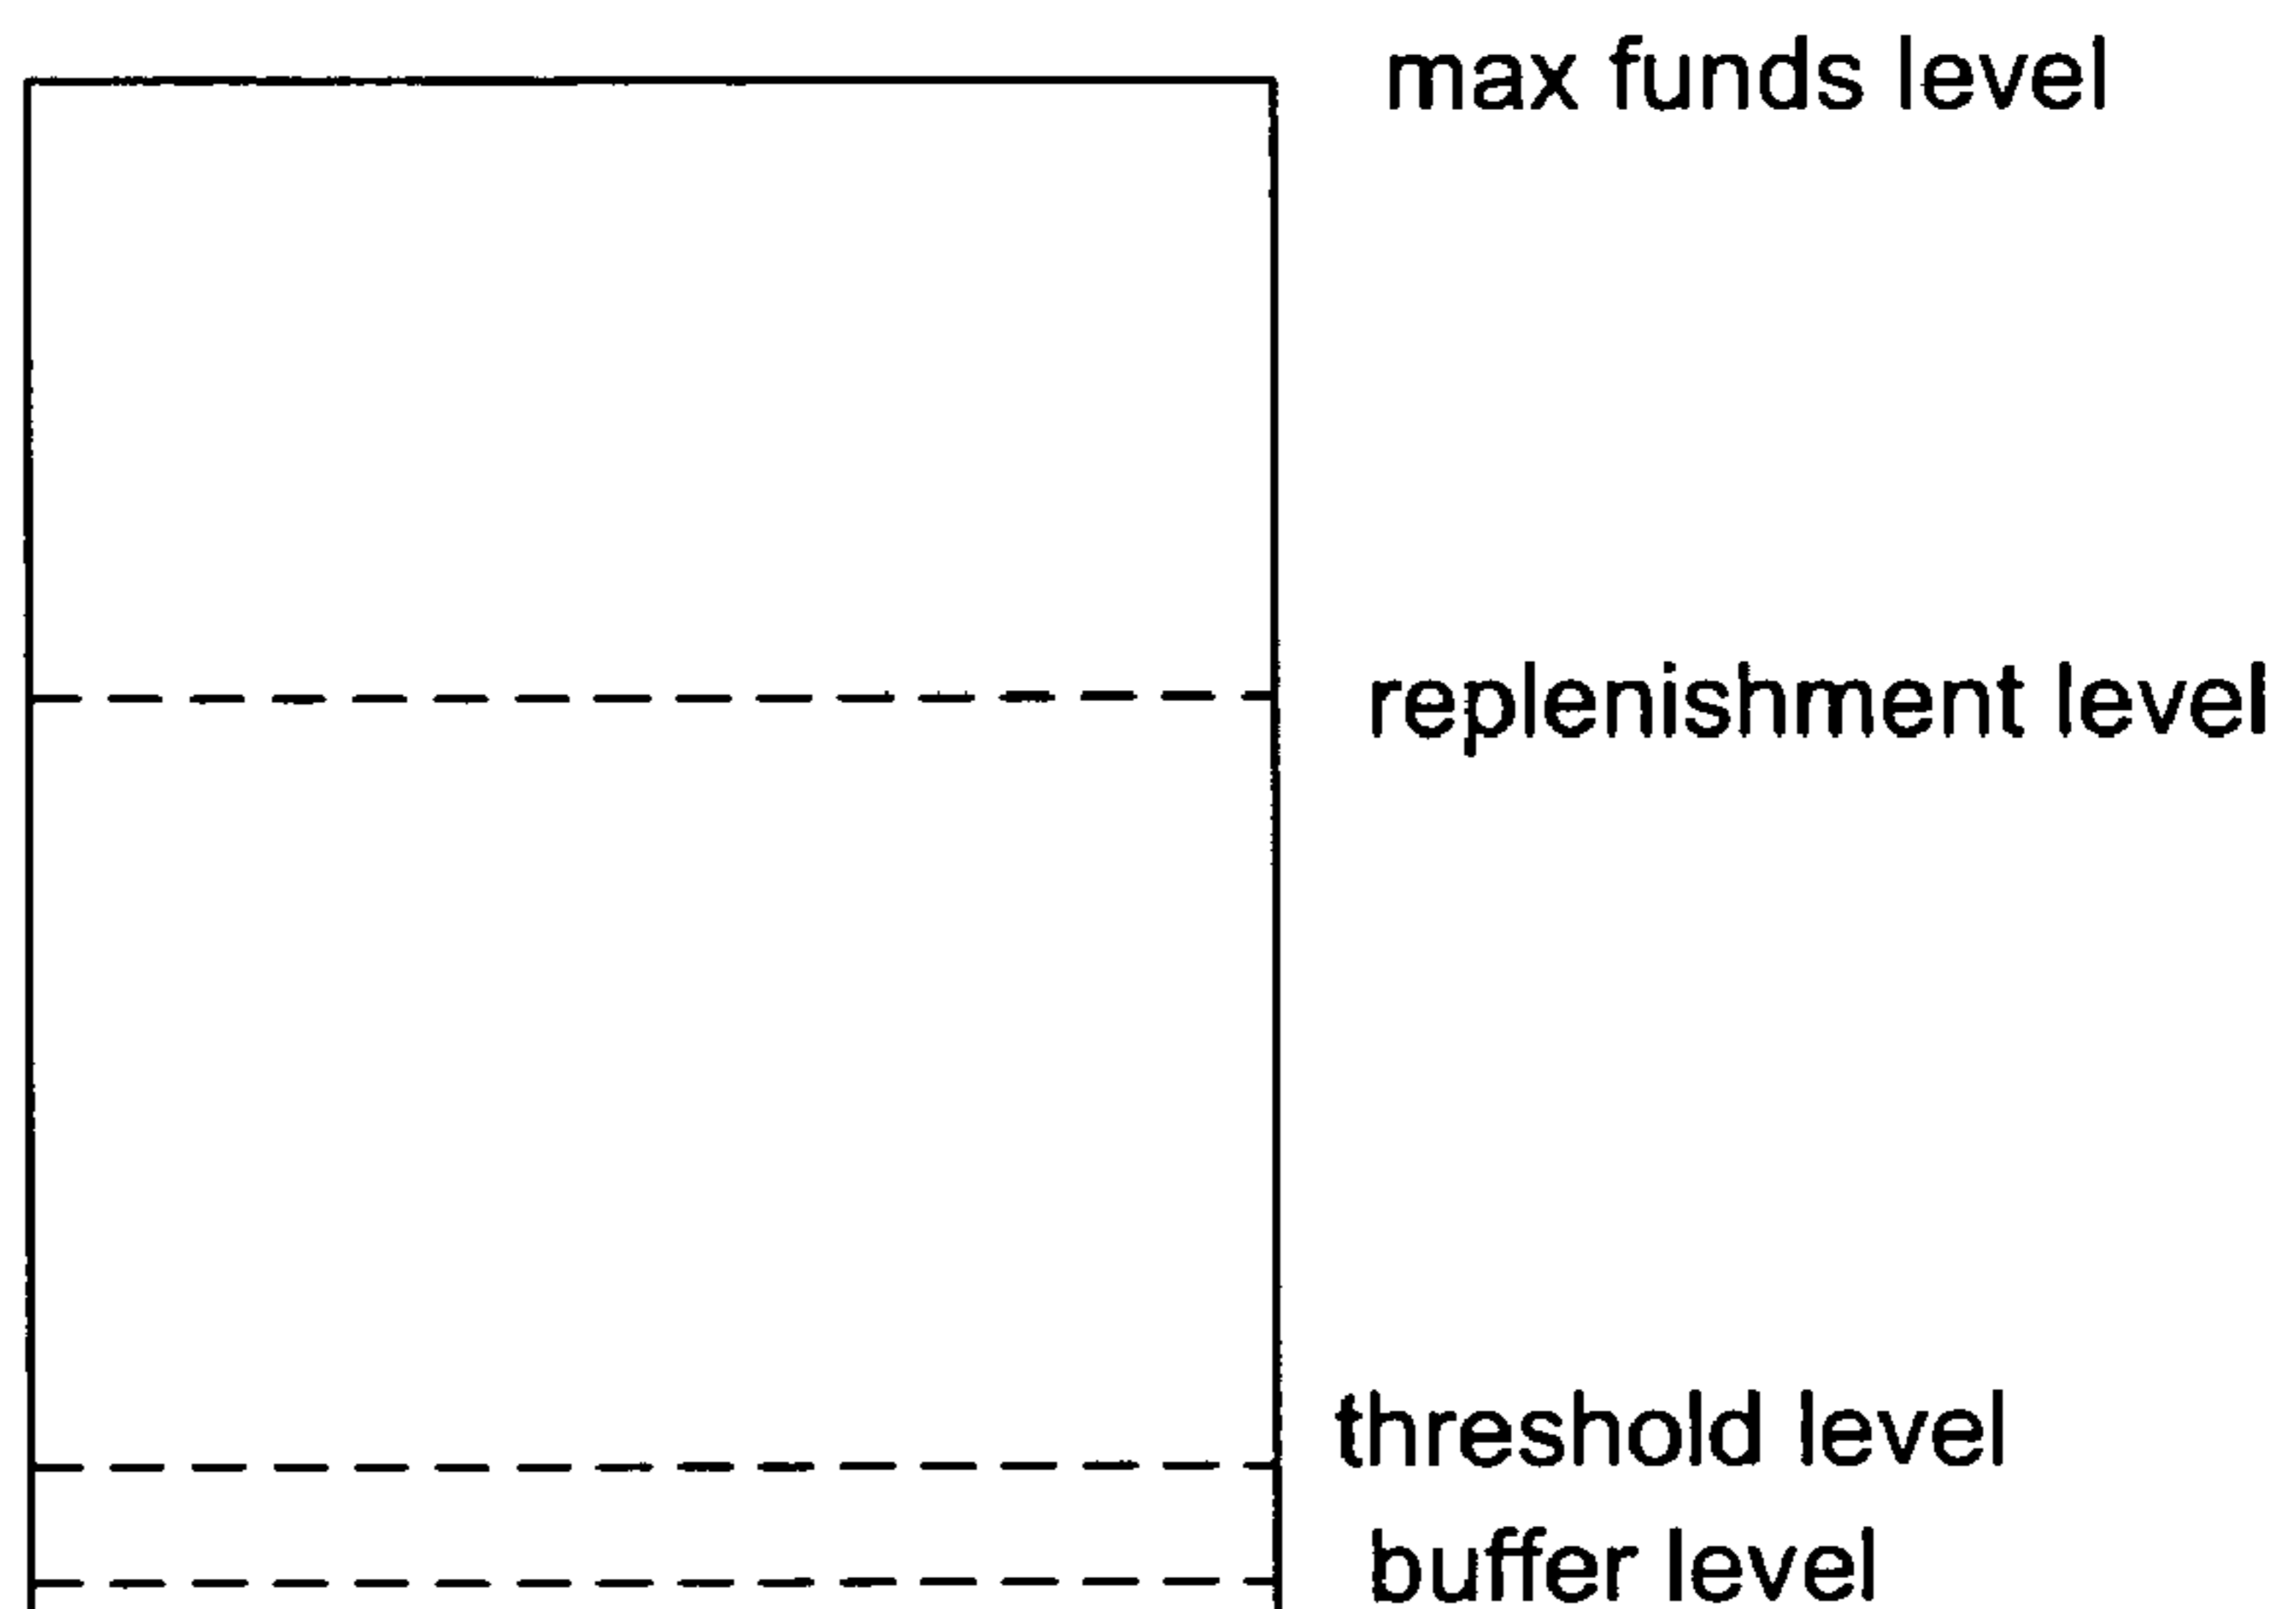 max funds level
replenishment level
threshold level
buffer level